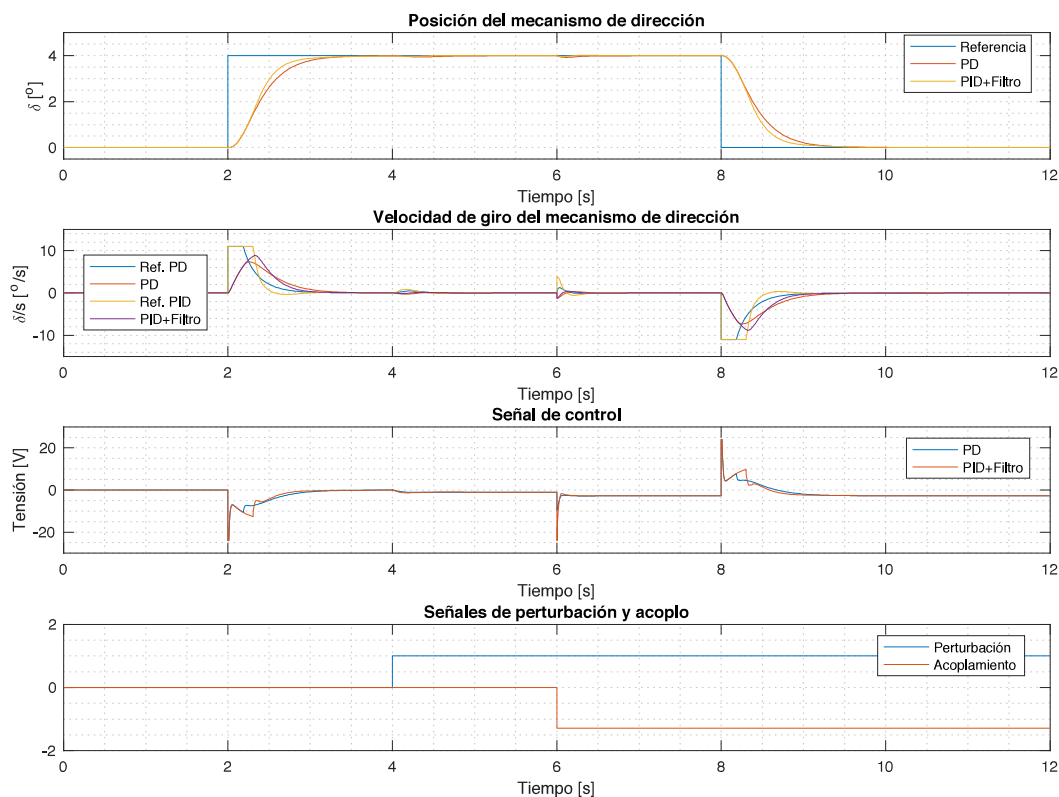 Posición del mecanismo de dirección
δ [°]
4
2
0
Referencia
PD
PID+Filtro
0 2 4 6 8 10 12
Tiempo [s]
Velocidad de giro del mecanismo de dirección
δ/s [°/s]
10
0
-10
Ref. PD
PD
Ref. PID
PID+Filtro
0 2 4 6 8 10 12
Tiempo [s]
Señal de control
Tensión [V]
20
0
-20
PD
PID+Filtro
0 2 4 6 8 10 12
Tiempo [s]
Señales de perturbación y acoplo
2
0
-2
Perturbación
Acoplamiento
0 2 4 6 8 10 12
Tiempo [s]